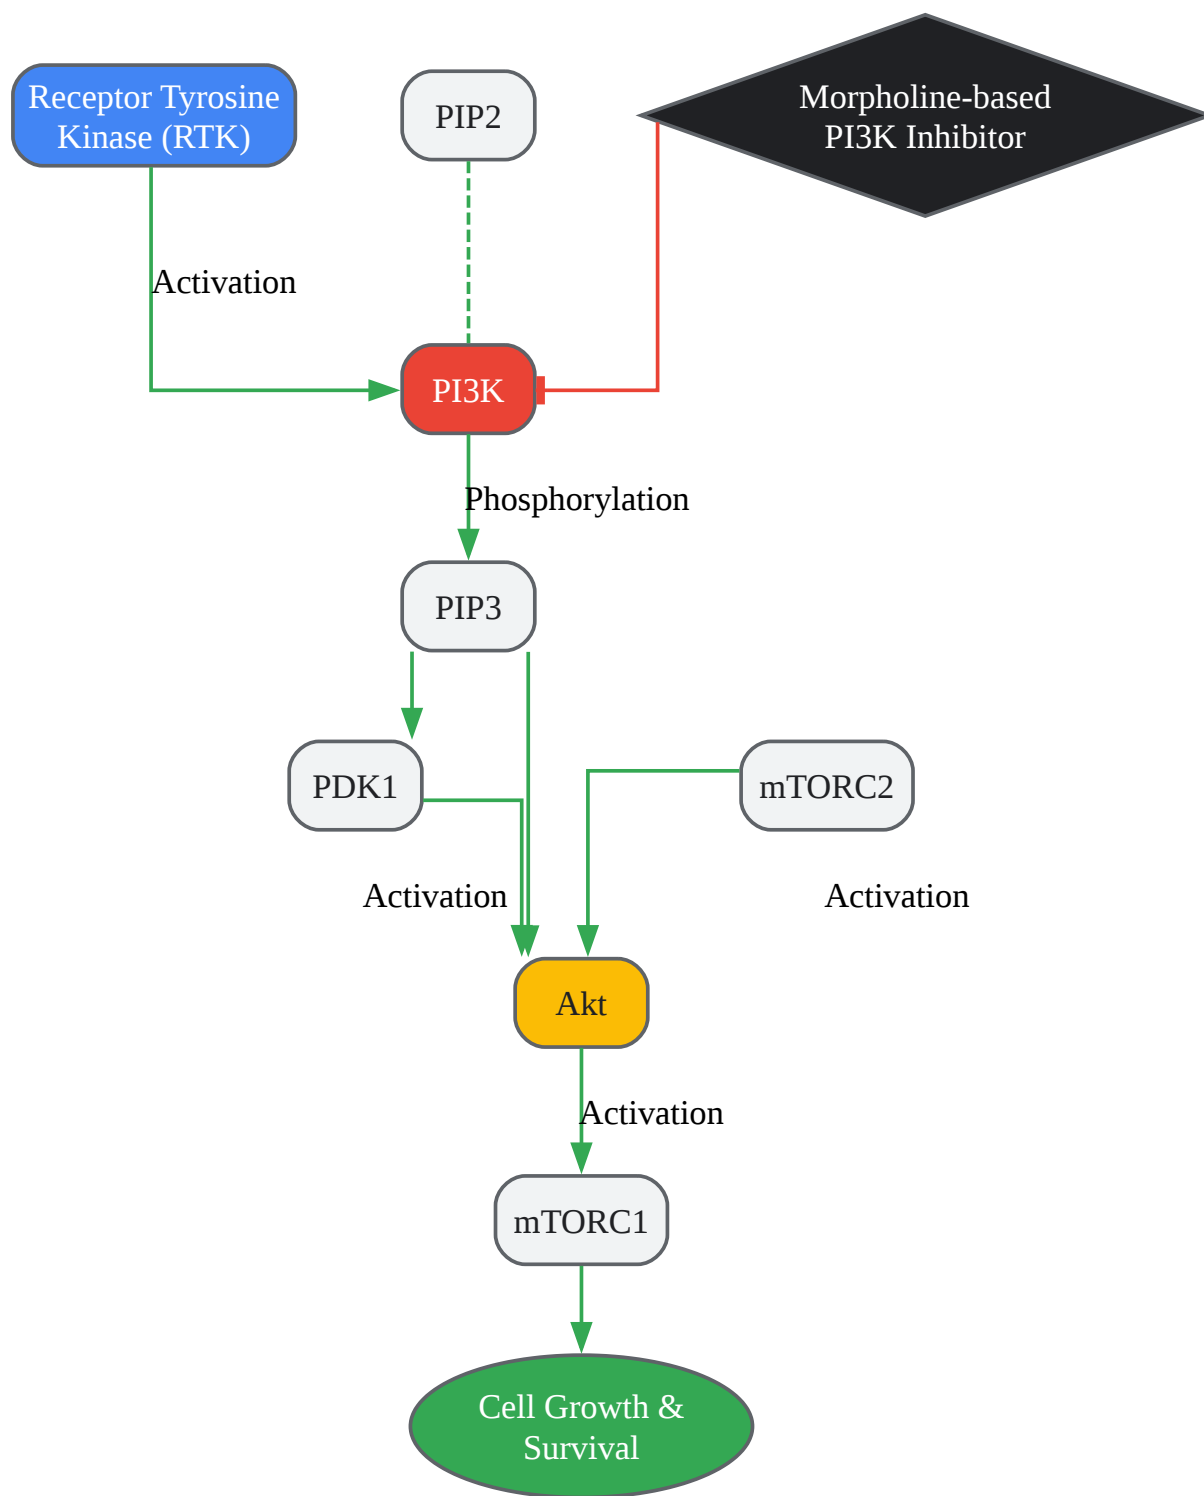 Receptor Tyrosine
Kinase (RTK)
PIP2
Morpholine-based
PI3K Inhibitor
Activation
PI3K
Phosphorylation
PIP3
PDK1
mTORC2
Activation
Activation
Akt
Activation
mTORC1
Cell Growth &
Survival